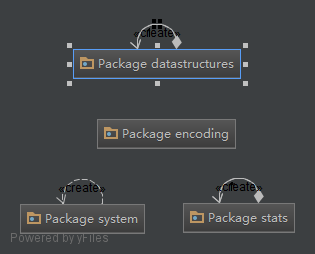 «create»
Package datastructures
Package encoding
«create»
«create»
Package system
Package stats
Powered by yFiles